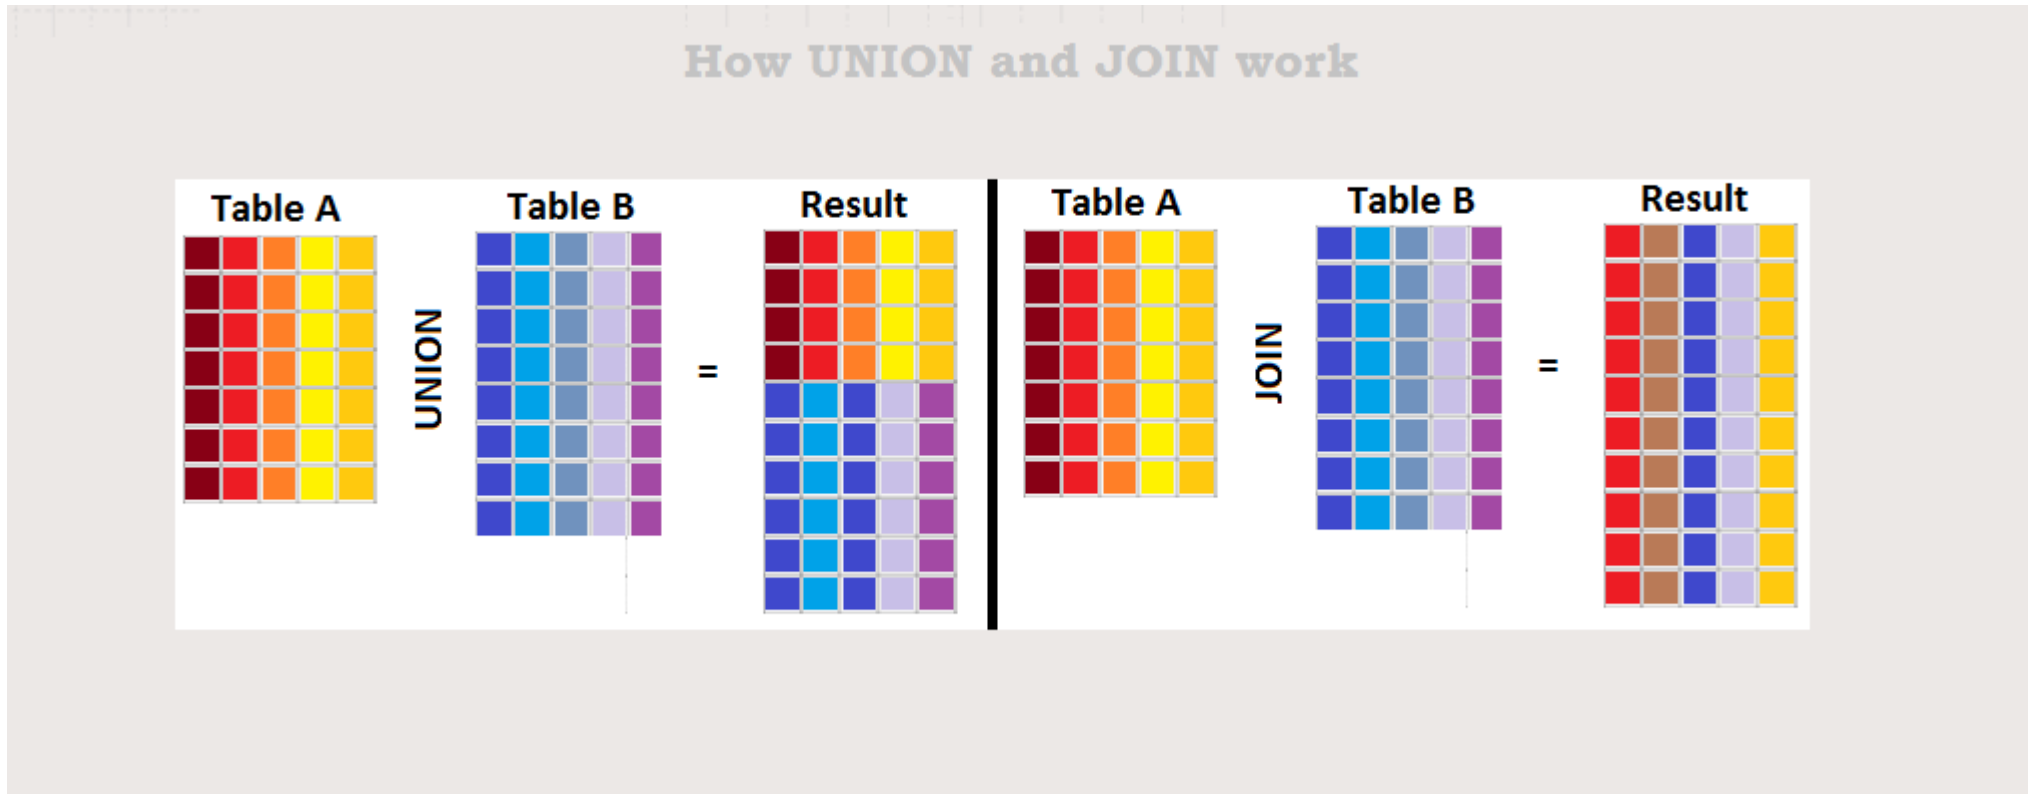 How UNION and JOIN work
Table A
UNION
Table B
=
Result
Table A
JOIN
Table B
=
Result